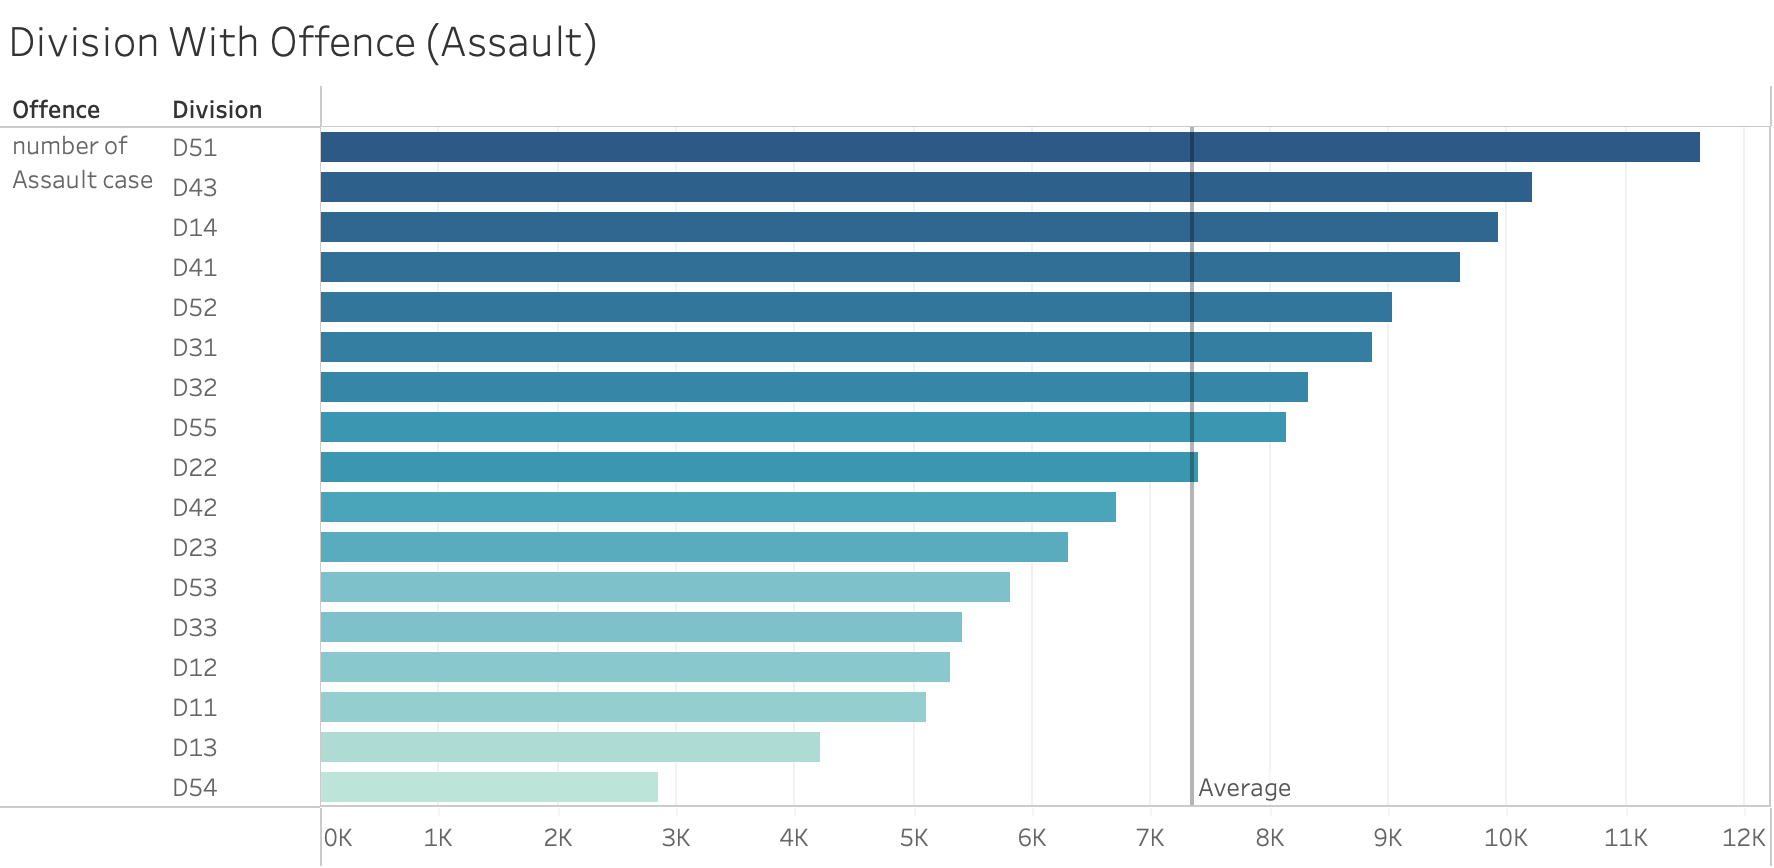 Division With Offence (Assault)
Offence Division
number of D51
Assault case D43
D14
D41
D52
D31
D32
D55
D22
D42
D23
D53
D33
D12
D11
D13
D54 Average
0K 1K 2K 3K 4K 5K 6K 7K 8K 9K 10K 11K 12K